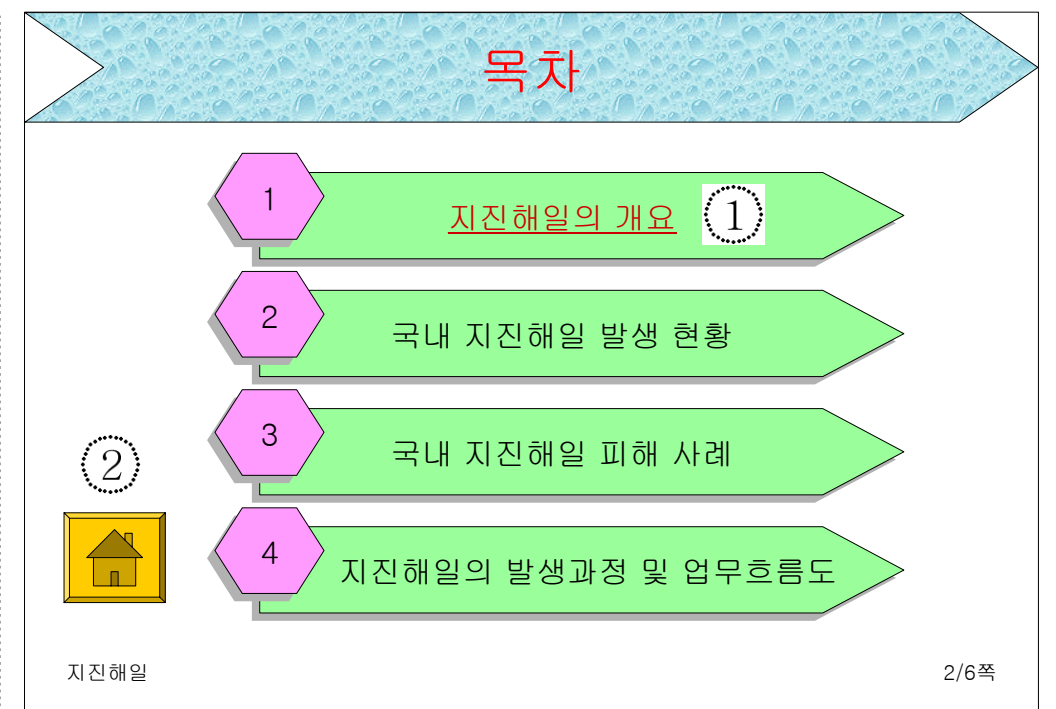 목차
1
지진해일의 개요 ①
2
국내 지진해일 발생 현황
3
국내 지진해일 피해 사례
②
4
지진해일의 발생과정 및 업무흐름도
지진해일
2/6쪽